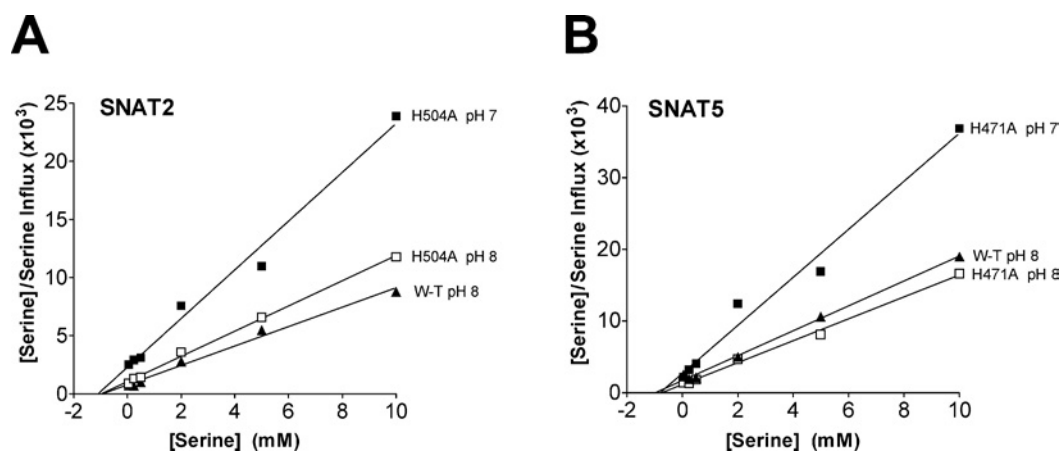 A
SNAT2
[Serine]/Serine Influx (x10³)
25
20
15
10
5
0
-2
0
2
4
6
8
10
[Serine] (mM)
H504A pH 7
H504A pH 8
W-T pH 8
B
SNAT5
[Serine]/Serine Influx (x10³)
40
30
20
10
0
-2
0
2
4
6
8
10
[Serine] (mM)
H471A pH 7
W-T pH 8
H471A pH 8